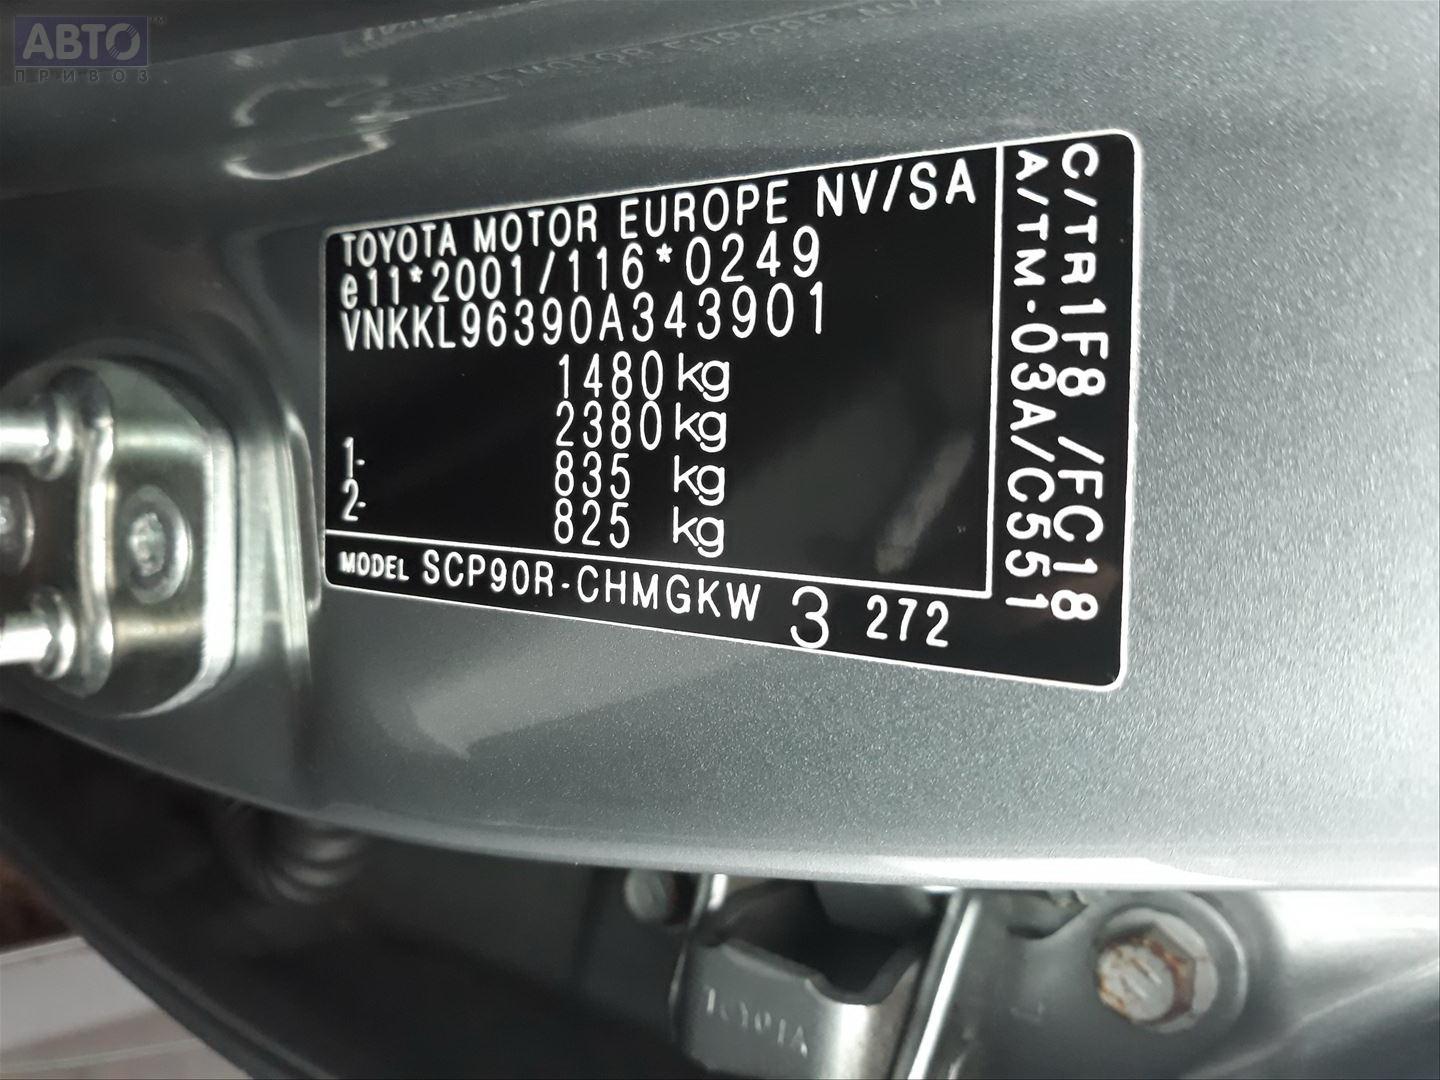 АВТО
ПРИВОЗ
TOYOTA MOTOR EUROPE NV/SA
e11*2001/116*0249
VNKKL96390A343901
1480 kg
2380 kg
1- 835 kg
2- 825 kg
MODEL SCP90R-CHMGKW 3 272
C/TR1F8 /FC18
A/TM-03A/C551
TOYOTA